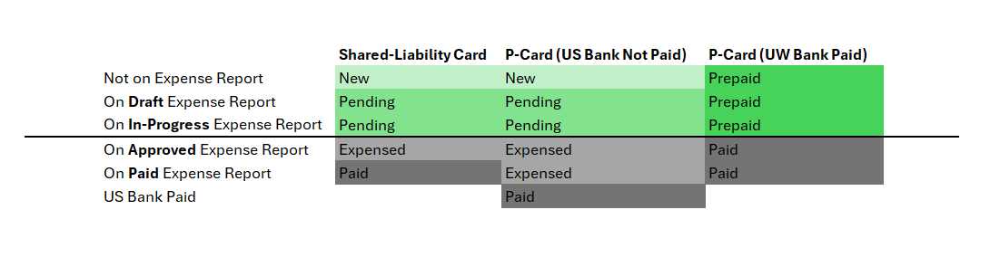 Shared-Liability Card P-Card (US Bank Not Paid) P-Card (UW Bank Paid)
Not on Expense Report New New Prepaid
On Draft Expense Report Pending Pending Prepaid
On In-Progress Expense Report Pending Pending Prepaid
On Approved Expense Report Expensed Expensed Paid
On Paid Expense Report Paid Expensed Paid
US Bank Paid Paid